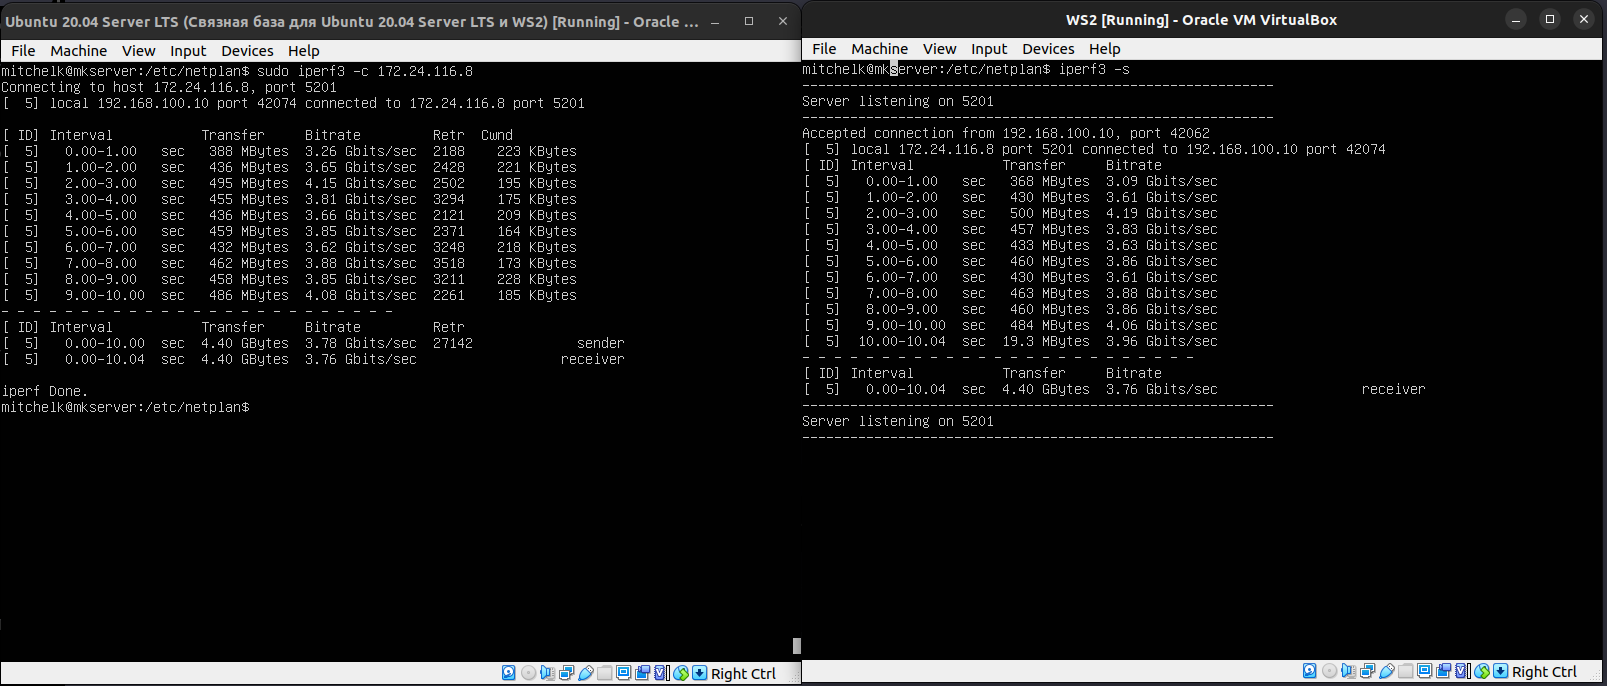 Ubuntu 20.04 Server LTS (Связная база для Ubuntu 20.04 Server LTS и WS2) [Running] - Oracle ...
File Machine View Input Devices Help
mitchelk@mkserver:/etc/netplan$ sudo iperf3 -c 172.24.116.8
Connecting to host 172.24.116.8, port 5201
[  5] local 192.168.100.10 port 42074 connected to 172.24.116.8 port 5201
[ ID] Interval           Transfer     Bitrate         Retr  Cwnd
[  5]   0.00-1.00   sec   388 MBytes  3.26 Gbits/sec  2188    223 KBytes
[  5]   1.00-2.00   sec   436 MBytes  3.65 Gbits/sec  2428    221 KBytes
[  5]   2.00-3.00   sec   495 MBytes  4.15 Gbits/sec  2502    195 KBytes
[  5]   3.00-4.00   sec   455 MBytes  3.81 Gbits/sec  3294    175 KBytes
[  5]   4.00-5.00   sec   436 MBytes  3.66 Gbits/sec  2121    209 KBytes
[  5]   5.00-6.00   sec   459 MBytes  3.85 Gbits/sec  2371    164 KBytes
[  5]   6.00-7.00   sec   432 MBytes  3.62 Gbits/sec  3248    218 KBytes
[  5]   7.00-8.00   sec   462 MBytes  3.88 Gbits/sec  3518    173 KBytes
[  5]   8.00-9.00   sec   458 MBytes  3.85 Gbits/sec  3211    228 KBytes
[  5]   9.00-10.00  sec   486 MBytes  4.08 Gbits/sec  2261    185 KBytes
- - - - - - - - - - - - - - - - - - - - - - - - -
[ ID] Interval           Transfer     Bitrate         Retr
[  5]   0.00-10.00  sec  4.40 GBytes  3.78 Gbits/sec  27142             sender
[  5]   0.00-10.04  sec  4.40 GBytes  3.76 Gbits/sec                  receiver
iperf Done.
mitchelk@mkserver:/etc/netplan$
Right Ctrl
WS2 [Running] - Oracle VM VirtualBox
File Machine View Input Devices Help
mitchelk@mkserver:/etc/netplan$ iperf3 -s
-----------------------------------------------------------
Server listening on 5201
-----------------------------------------------------------
Accepted connection from 192.168.100.10, port 42062
[  5] local 172.24.116.8 port 5201 connected to 192.168.100.10 port 42074
[ ID] Interval           Transfer     Bitrate
[  5]   0.00-1.00   sec   368 MBytes  3.09 Gbits/sec
[  5]   1.00-2.00   sec   430 MBytes  3.61 Gbits/sec
[  5]   2.00-3.00   sec   500 MBytes  4.19 Gbits/sec
[  5]   3.00-4.00   sec   457 MBytes  3.83 Gbits/sec
[  5]   4.00-5.00   sec   433 MBytes  3.63 Gbits/sec
[  5]   5.00-6.00   sec   460 MBytes  3.86 Gbits/sec
[  5]   6.00-7.00   sec   430 MBytes  3.61 Gbits/sec
[  5]   7.00-8.00   sec   463 MBytes  3.88 Gbits/sec
[  5]   8.00-9.00   sec   460 MBytes  3.86 Gbits/sec
[  5]   9.00-10.00  sec   484 MBytes  4.06 Gbits/sec
[  5]  10.00-10.04  sec  19.3 MBytes  3.96 Gbits/sec
- - - - - - - - - - - - - - - - - - - - - - - - -
[ ID] Interval           Transfer     Bitrate
[  5]   0.00-10.04  sec  4.40 GBytes  3.76 Gbits/sec                  receiver
-----------------------------------------------------------
Server listening on 5201
-----------------------------------------------------------
Right Ctrl